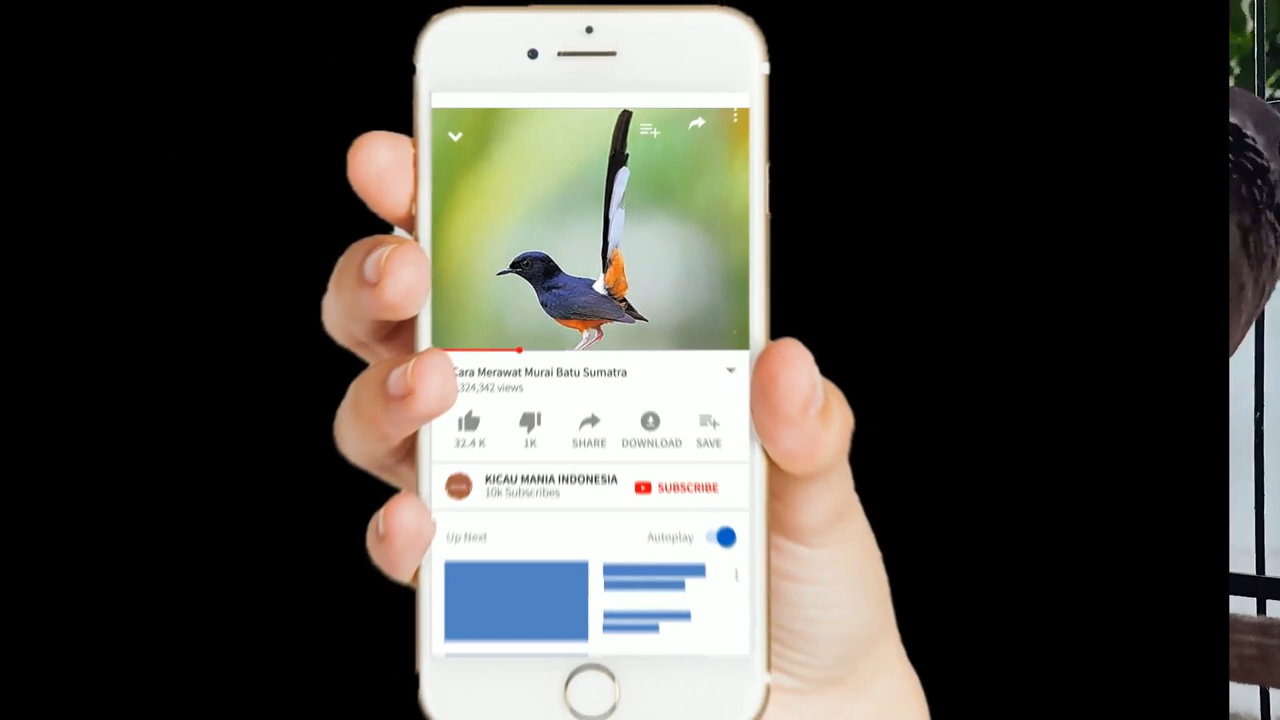 Cara Merawat Murai Batu Sumatra
,324,342 views
32.4 K
1K
SHARE
DOWNLOAD
SAVE
KICAU MANIA INDONESIA
10k Subscribes
SUBSCRIBE
Up Next
Autoplay